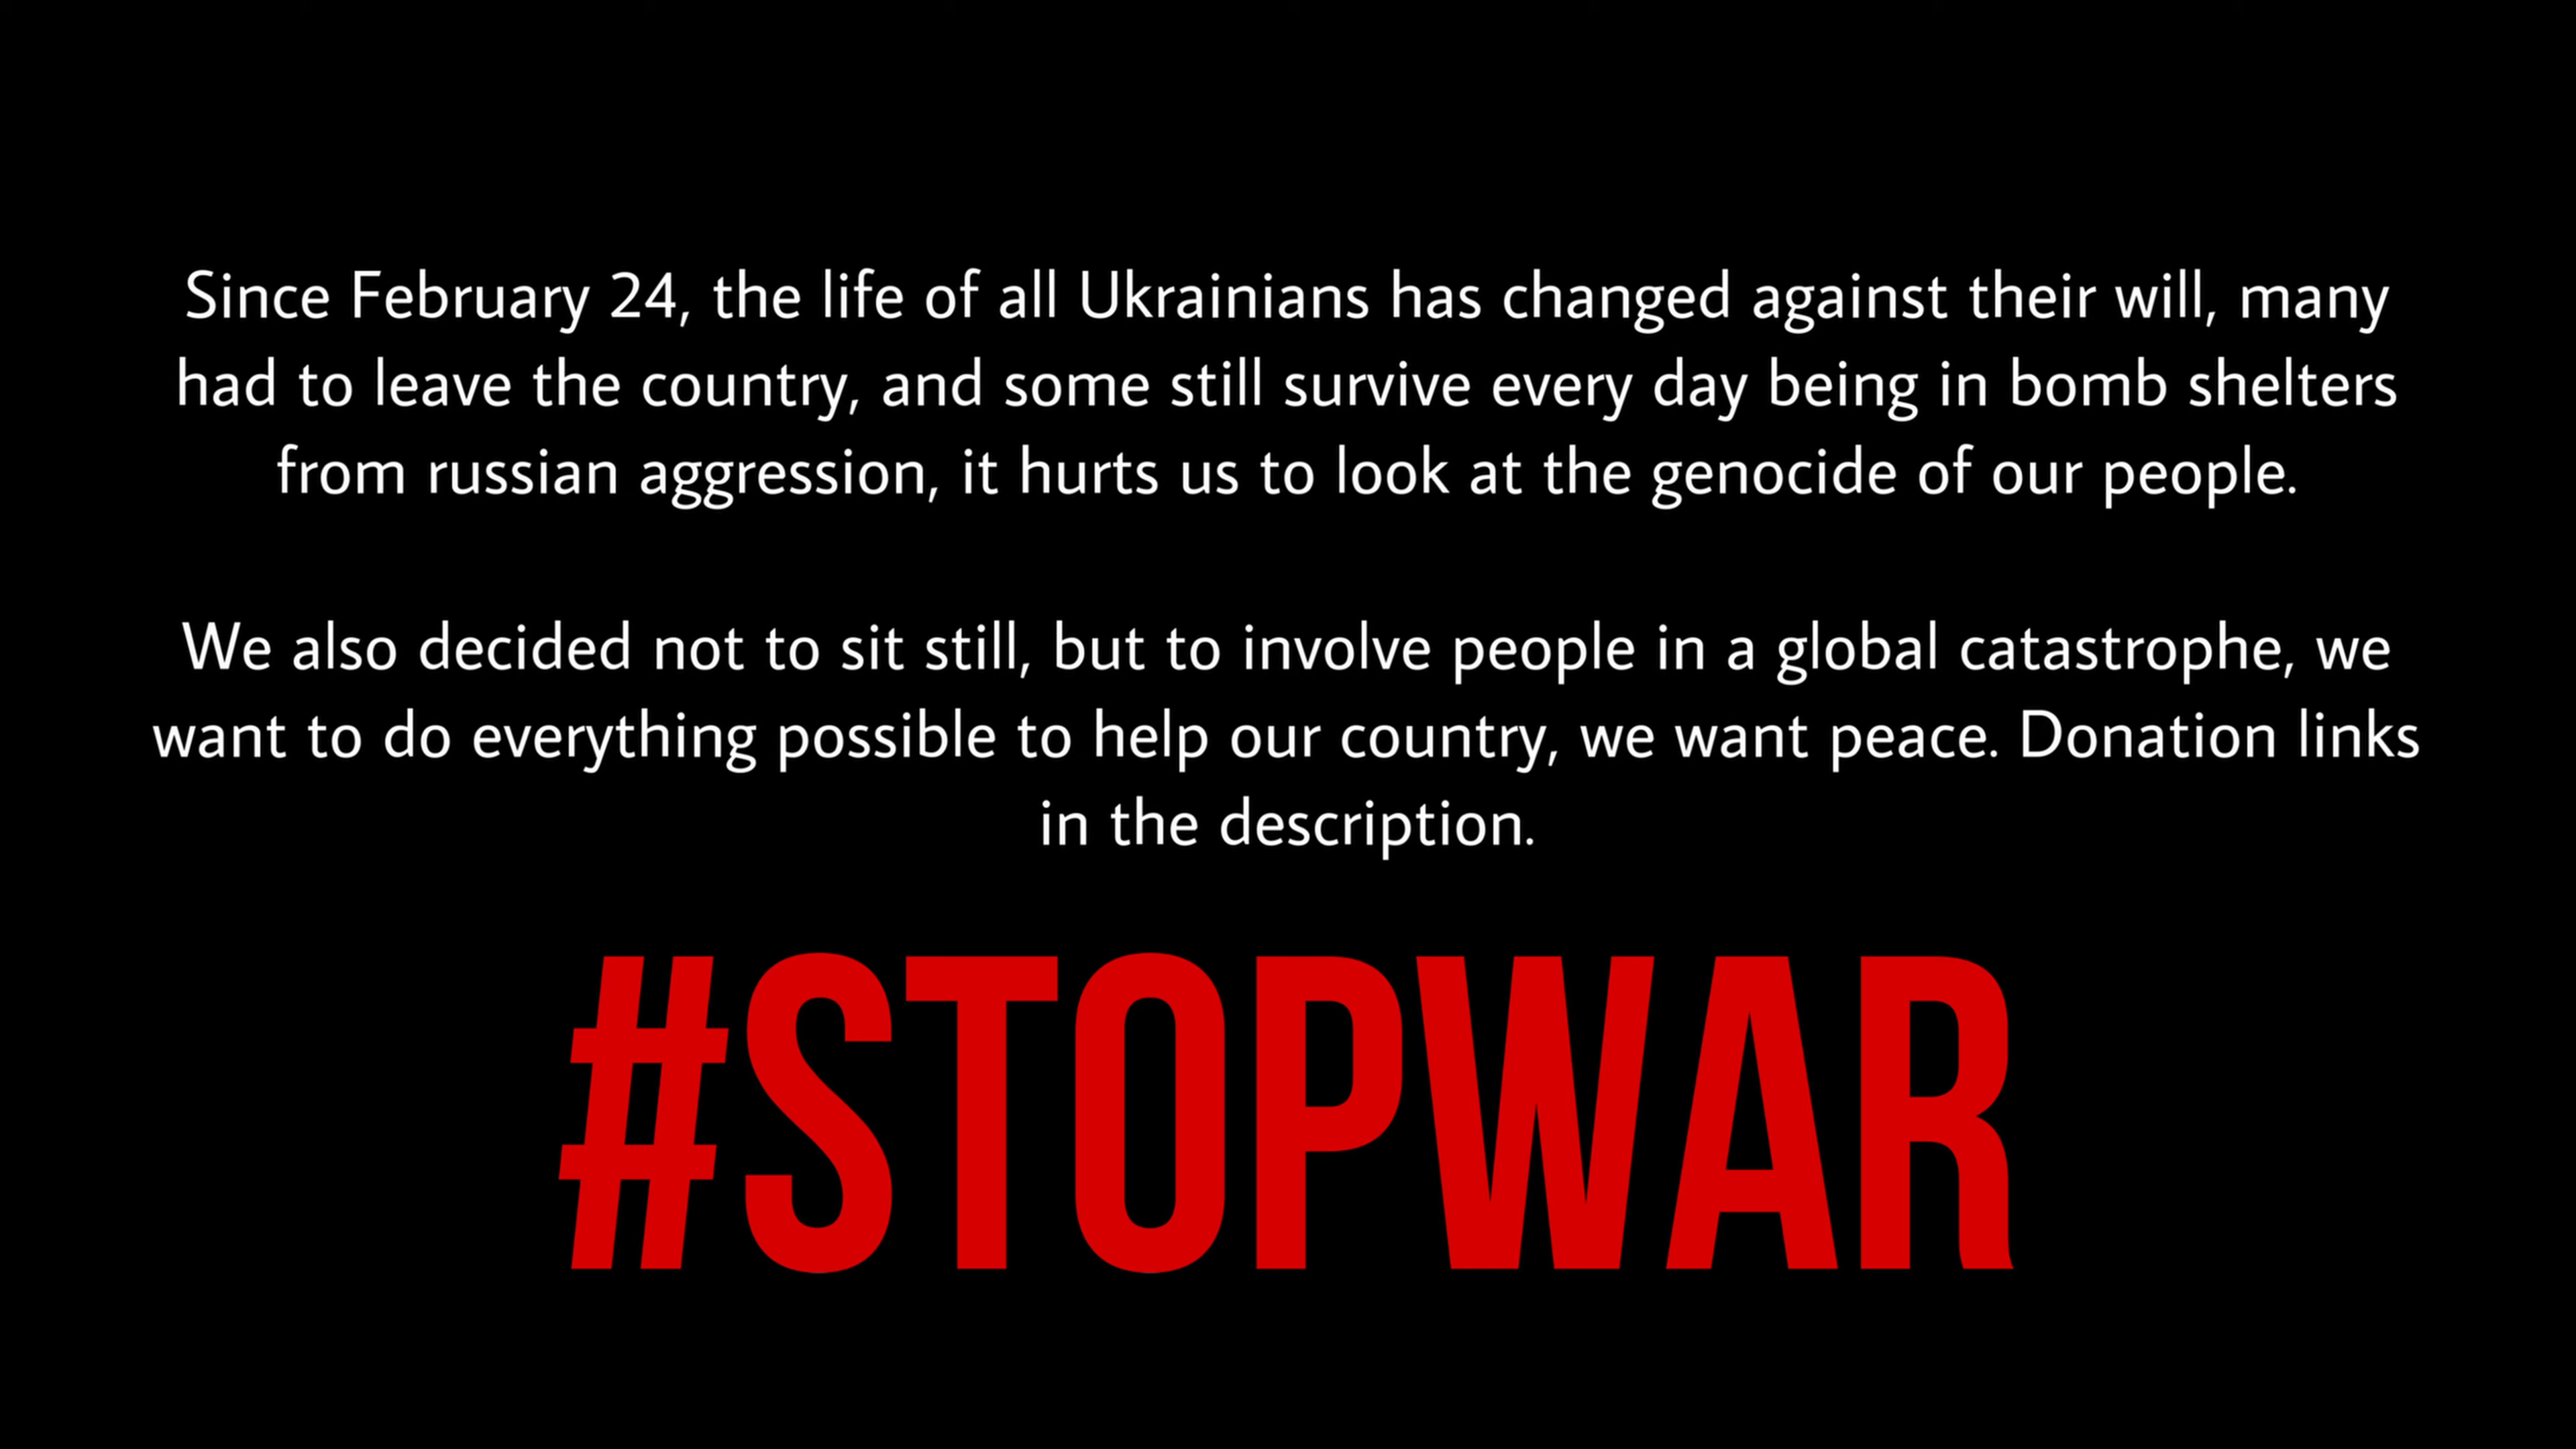 Since February 24, the life of all Ukrainians has changed against their will, many
had to leave the country, and some still survive every day being in bomb shelters
from russian aggression, it hurts us to look at the genocide of our people.
We also decided not to sit still, but to involve people in a global catastrophe, we
want to do everything possible to help our country, we want peace. Donation links
in the description.
#STOPWAR